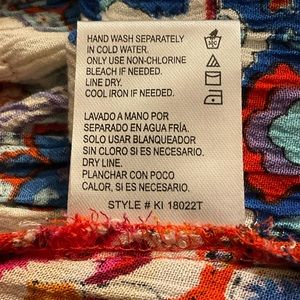 HAND WASH SEPARATELY
IN COLD WATER.
ONLY USE NON-CHLORINE
BLEACH IF NEEDED.
LINE DRY.
COOL IRON IF NEEDED.
LAVADO A MANO POR
SEPARADO EN AGUA FRÍA.
SOLO USAR BLANQUEADOR
SIN CLORO SI ES NECESARIO.
DRY LINE.
PLANCHAR CON POCO
CALOR, SI ES NECESARIO.
STYLE # KI 18022T